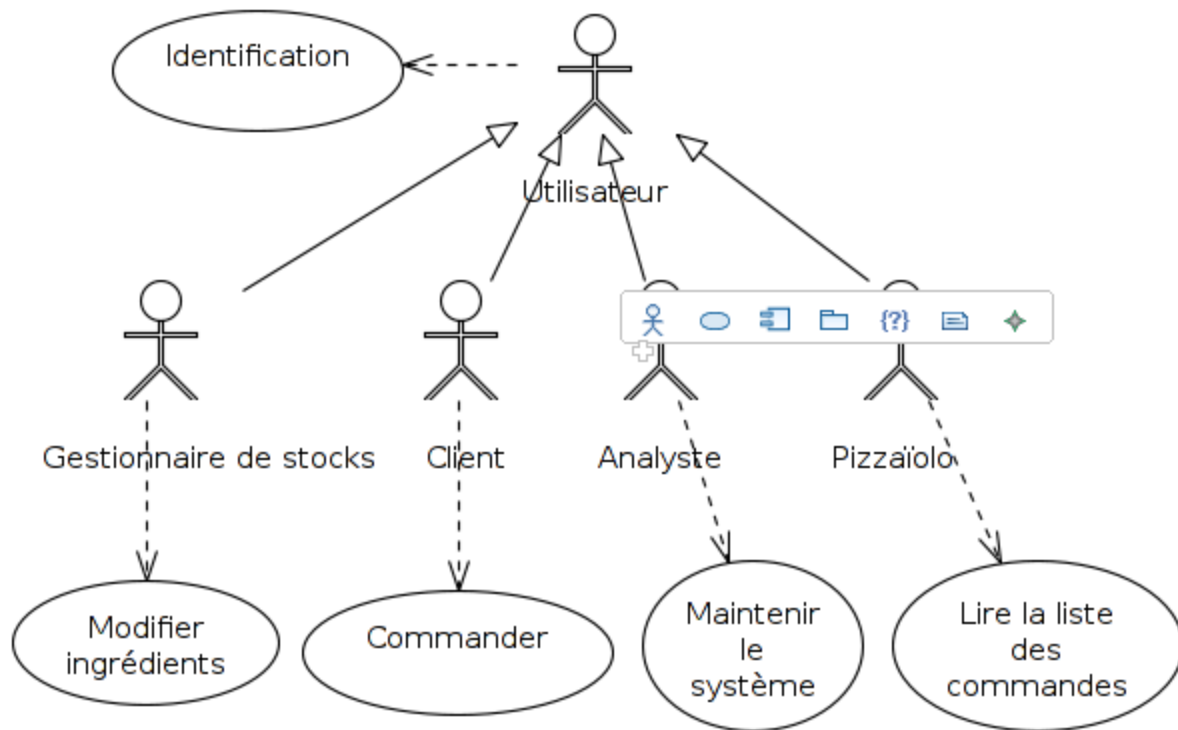 Identification
Utilisateur
{?}
Gestionnaire de stocks
Client
Analyste
Pizzaïolo
Modifier
ingrédients
Commander
Maintenir
le
système
Lire la liste
des
commandes